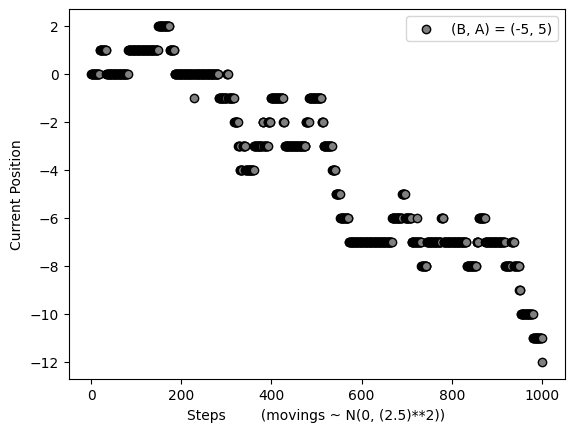 2
0
−2
−4
−6
−8
−10
−12
Current Position
(B, A) = (-5, 5)
0 200 400 600 800 1000
Steps (movings ~ N(0, (2.5)**2))